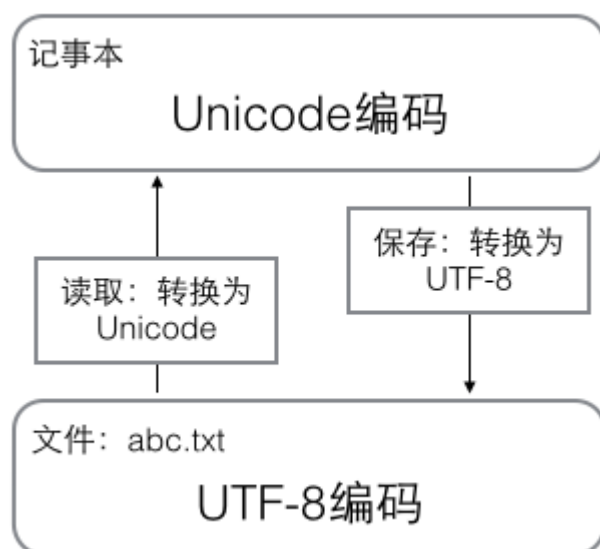 记事本
Unicode编码
读取：转换为
Unicode
保存：转换为
UTF-8
文件：abc.txt
UTF-8编码